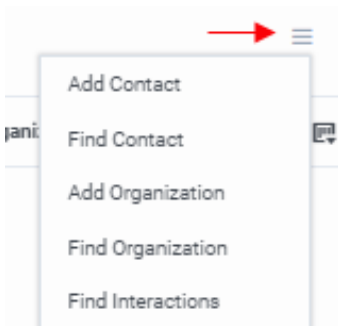 Add Contact
Find Contact
Add Organization
Find Organization
Find Interactions